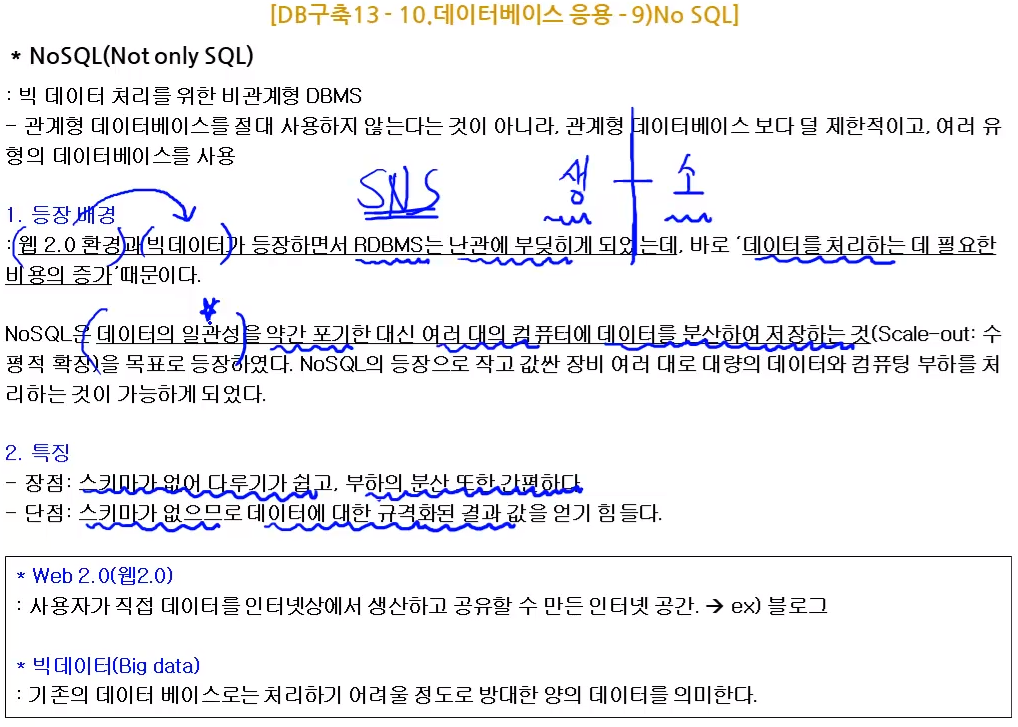 [DB구축13 - 10.데이터베이스 응용 - 9)No SQL]
* NoSQL(Not only SQL)
: 빅 데이터 처리를 위한 비관계형 DBMS
- 관계형 데이터베이스를 절대 사용하지 않는다는 것이 아니라, 관계형 데이터베이스 보다 덜 제한적이고, 여러 유
형의 데이터베이스를 사용
SNS 생 소
1. 등장 배경
: 웹 2.0 환경과 빅데이터가 등장하면서 RDBMS는 난관에 부딪히게 되었는데, 바로 '데이터를 처리하는 데 필요한
비용의 증가'때문이다.
NoSQL은 데이터의 일관성을 약간 포기한 대신 여러 대의 컴퓨터에 데이터를 분산하여 저장하는 것(Scale-out: 수
평적 확장)을 목표로 등장하였다. NoSQL의 등장으로 작고 값싼 장비 여러 대로 대량의 데이터와 컴퓨팅 부하를 처
리하는 것이 가능하게 되었다.
2. 특징
- 장점: 스키마가 없어 다루기가 쉽고, 부하의 분산 또한 간편하다
- 단점: 스키마가 없으므로 데이터에 대한 규격화된 결과 값을 얻기 힘들다.
* Web 2.0(웹2.0)
: 사용자가 직접 데이터를 인터넷상에서 생산하고 공유할 수 만든 인터넷 공간. → ex) 블로그
* 빅데이터(Big data)
: 기존의 데이터 베이스로는 처리하기 어려울 정도로 방대한 양의 데이터를 의미한다.